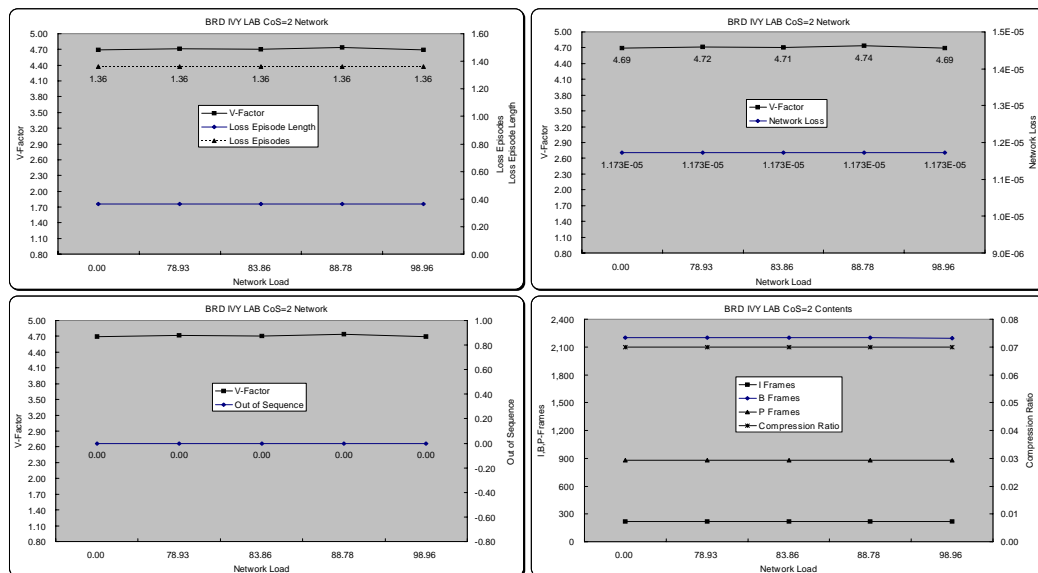 BRD IVY LAB CoS=2 Network
5.00
4.70
4.40
4.10
3.80
3.50
3.20
2.90
2.60
2.30
2.00
1.70
1.40
1.10
0.80
V-Factor
1.60
1.40
1.20
1.00
0.80
0.60
0.40
0.20
0.00
Loss Episodes
Loss Episode Length
1.36 1.36 1.36 1.36 1.36
V-Factor
Loss Episode Length
Loss Episodes
0.00 78.93 83.86 88.78 98.96
Network Load
BRD IVY LAB CoS=2 Network
5.00
4.70
4.40
4.10
3.80
3.50
3.20
2.90
2.60
2.30
2.00
1.70
1.40
1.10
0.80
V-Factor
1.5E-05
1.4E-05
1.3E-05
1.2E-05
1.1E-05
1.0E-05
9.0E-06
Network Loss
4.69 4.72 4.71 4.74 4.69
V-Factor
Network Loss
1.173E-05 1.173E-05 1.173E-05 1.173E-05 1.173E-05
0.00 78.93 83.86 88.78 98.96
Network Load
BRD IVY LAB CoS=2 Network
5.00
4.70
4.40
4.10
3.80
3.50
3.20
2.90
2.60
2.30
2.00
1.70
1.40
1.10
0.80
V-Factor
1.00
0.80
0.60
0.40
0.20
0.00
-0.20
-0.40
-0.60
-0.80
Out of Sequence
V-Factor
Out of Sequence
0.00 0.00 0.00 0.00 0.00
0.00 78.93 83.86 88.78 98.96
Network Load
BRD IVY LAB CoS=2 Contents
2,400
2,100
1,800
1,500
1,200
900
600
300
0
I,B,P-Frames
0.08
0.07
0.06
0.05
0.04
0.03
0.02
0.01
0.00
Compression Ratio
I Frames
B Frames
P Frames
Compression Ratio
0.00 78.93 83.86 88.78 98.96
Network Load